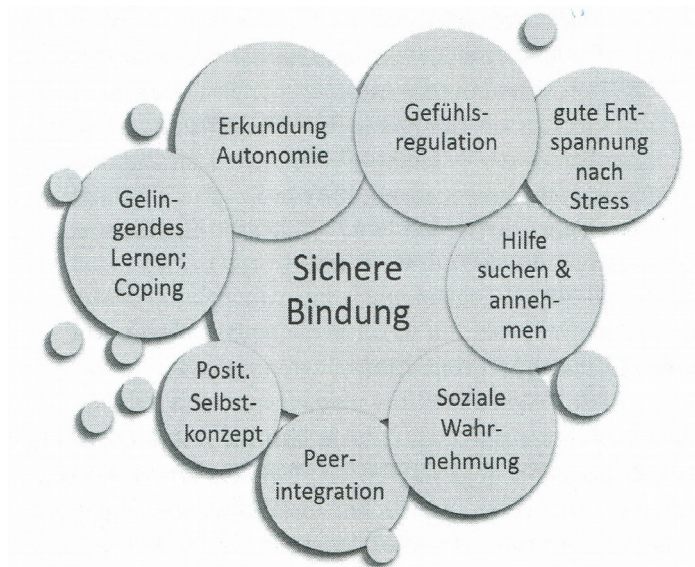 Erkundung
Autonomie
Gefühls-
regulation
gute Ent-
spannung
nach
Stress
Gelin-
gendes
Lernen;
Coping
Sichere
Bindung
Hilfe
suchen &
anneh-
men
Posit.
Selbst-
konzept
Peer-
integration
Soziale
Wahr-
nehmung